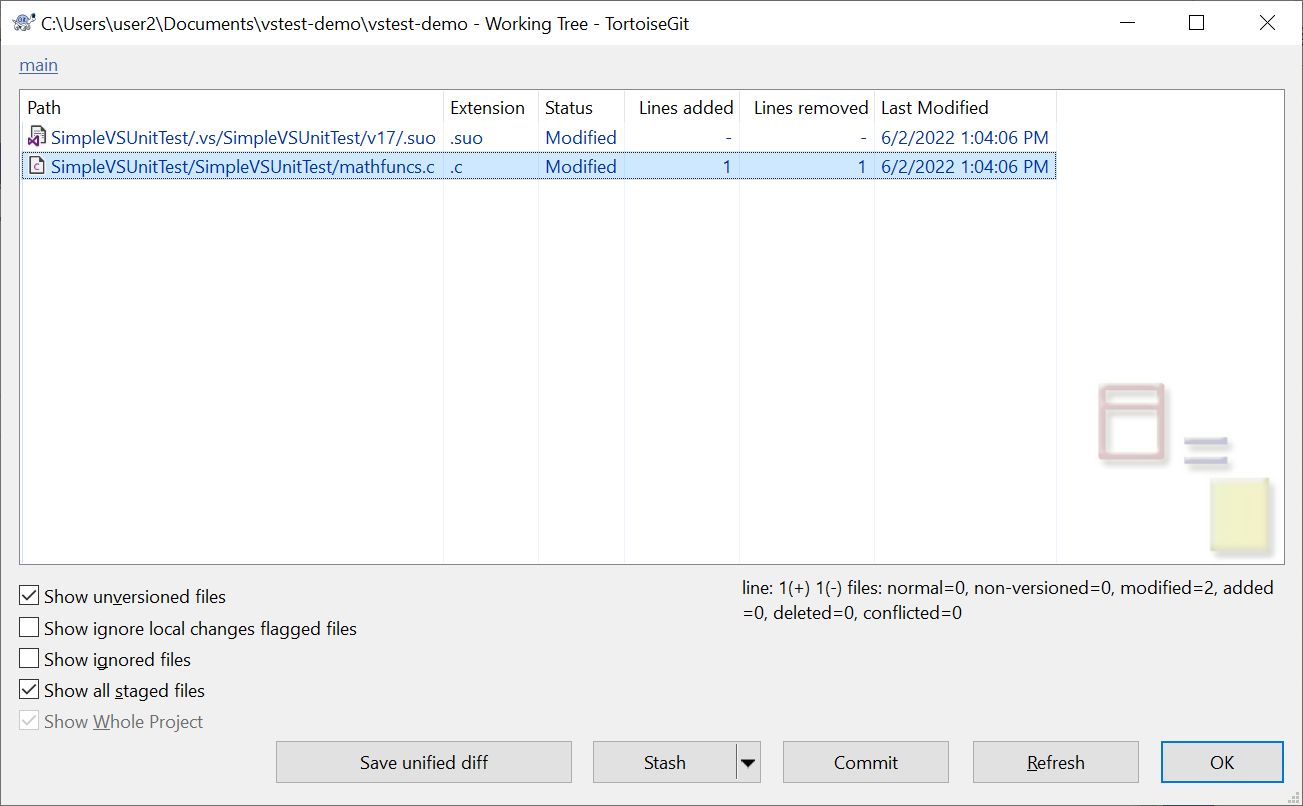 C:\Users\user2\Documents\vstest-demo\vstest-demo - Working Tree - TortoiseGit
main
Path Extension Status Lines added Lines removed Last Modified
SimpleVSUnitTest/.vs/SimpleVSUnitTest/v17/.suo .suo Modified - - 6/2/2022 1:04:06 PM
SimpleVSUnitTest/SimpleVSUnitTest/mathfuncs.c .c Modified 1 1 6/2/2022 1:04:06 PM
line: 1(+) 1(-) files: normal=0, non-versioned=0, modified=2, added
=0, deleted=0, conflicted=0
Show unversioned files
Show ignore local changes flagged files
Show ignored files
Show all staged files
Show Whole Project
Save unified diff Stash Commit Refresh OK